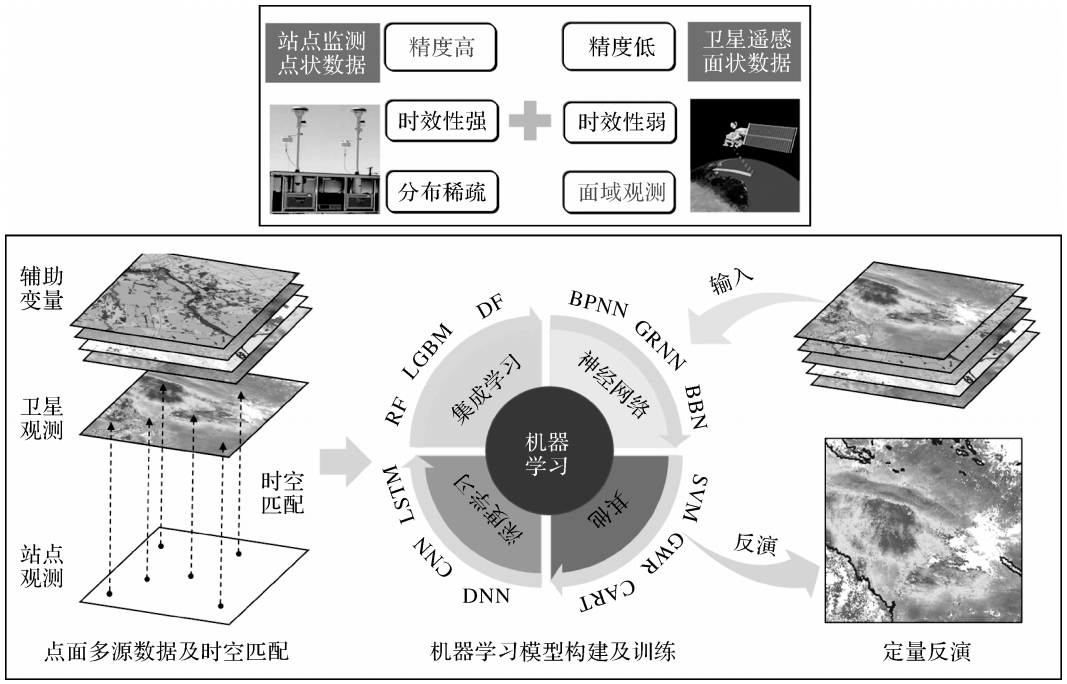 站点监测
点状数据
精度高
精度低
卫星遥感
面状数据
时效性强
时效性弱
分布稀疏
面域观测
辅助
变量
卫星
观测
时空
匹配
站点
观测
点面多源数据及时空匹配
DF
LGBM
RF
集成学习
BPNN
GRNN
BBN
神经网络
机器
学习
LSTM
CNN
DNN
深度学习
SVM
GWR
CART
其他
机器学习模型构建及训练
输入
反演
定量反演